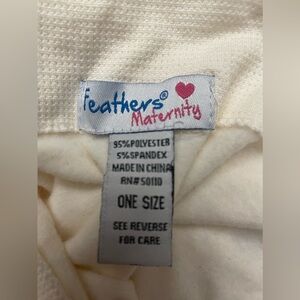 Feathers®
Maternity
95%POLYESTER
5%SPANDEX
MADE IN CHINA
RN#50110
ONE SIZE
SEE REVERSE
FOR CARE